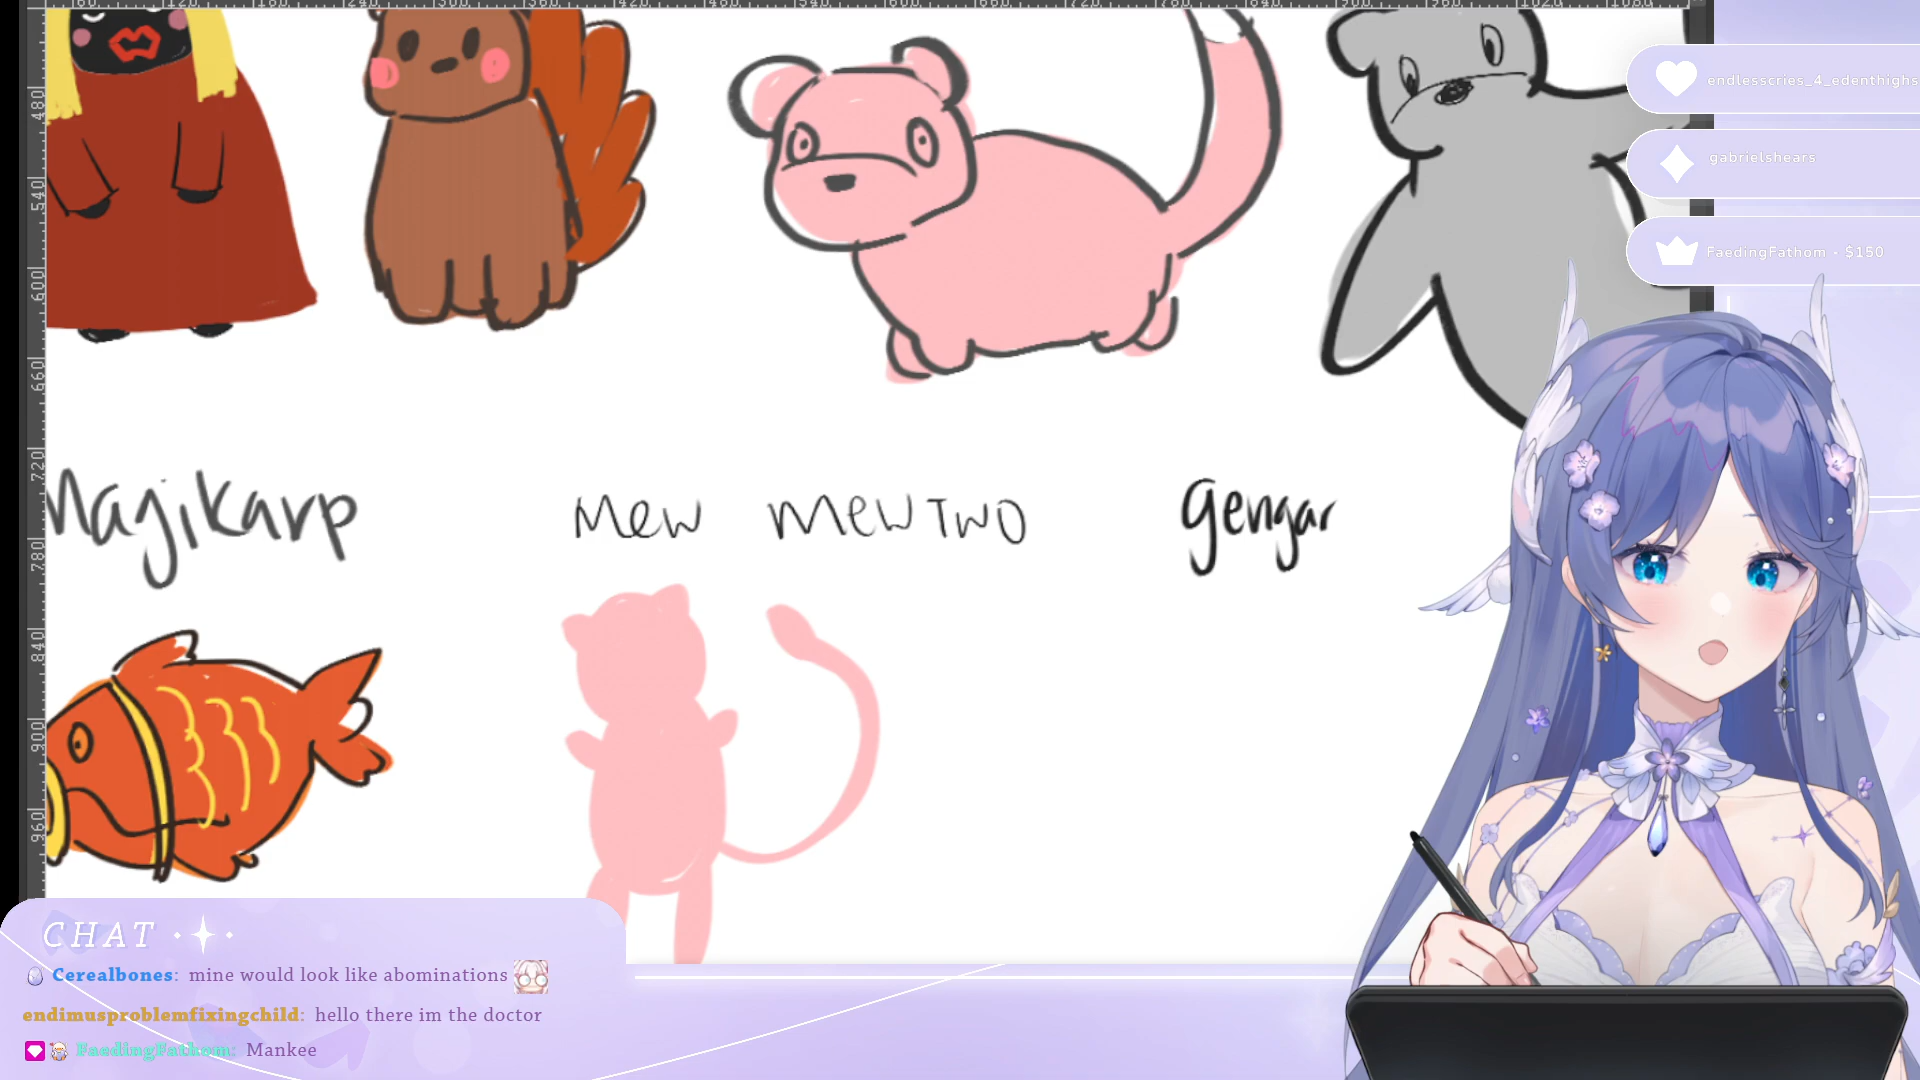 endlesscries_4_edenthighs
gabrielshears
FaedingFathom - $150
Magikarp
Mew mewTwo gengar
CHAT
Cerealbones: mine would look like abominations
endimusproblemfixingchild: hello there im the doctor
FaedingFathom: Mankee